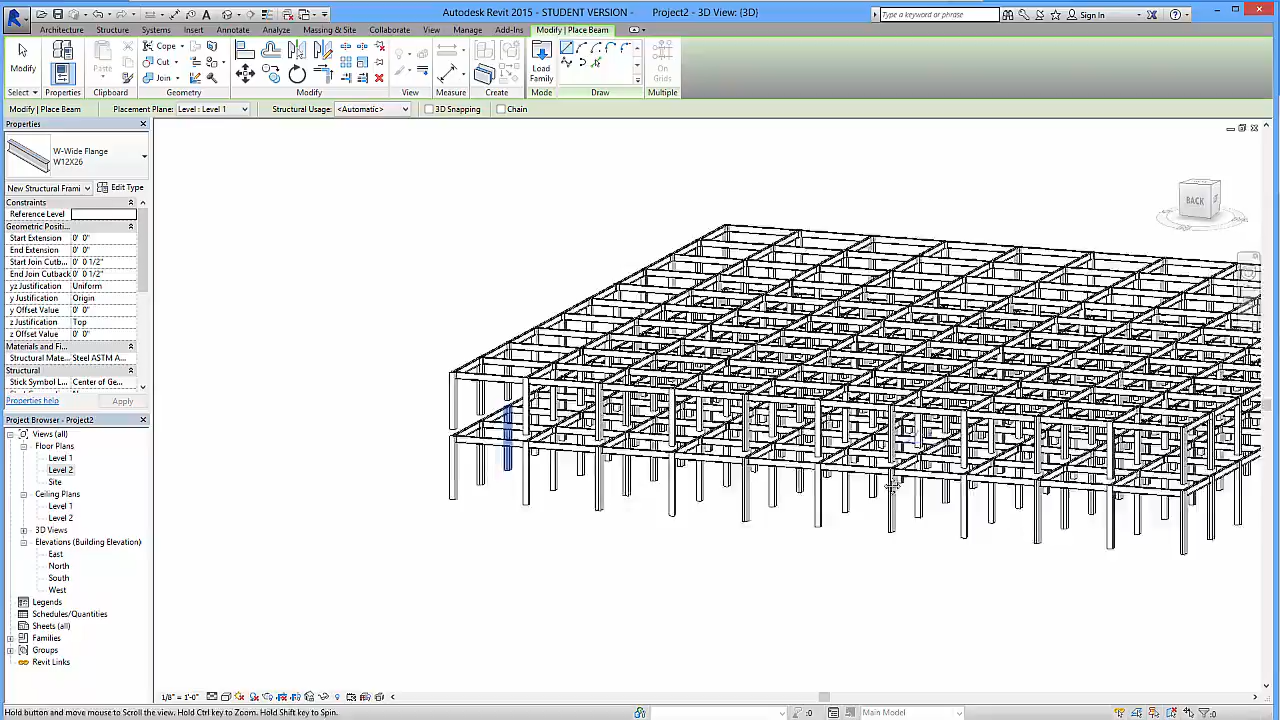 Autodesk Revit 2015 - STUDENT VERSION - Project2 - 3D View: {3D}
Type a keyword or phrase
Sign In
Architecture Structure Systems Insert Annotate Analyze Massing & Site Collaborate View Manage Add-Ins Modify | Place Beam
Modify
Properties
Paste
Cope
Cut
Join
Load
Family
On
Grids
Select Properties Clipboard Geometry Modify View Measure Create Mode Draw Multiple
Modify | Place Beam Placement Plane: Level : Level 1 Structural Usage: <Automatic> 3D Snapping Chain
Properties
W-Wide Flange
W12X26
New Structural Frami Edit Type
Constraints
Reference Level
Geometric Positi...
Start Extension 0' 0"
End Extension 0' 0"
Start Join Cutb... 0' 0 1/2"
End Join Cutback 0' 0 1/2"
yz Justification Uniform
y Justification Origin
y Offset Value 0' 0"
z Justification Top
z Offset Value 0' 0"
Materials and Fi...
Structural Mate... Steel ASTM A...
Structural
Stick Symbol L... Center of Ge...
Properties help Apply
Project Browser - Project2
Views (all)
Floor Plans
Level 1
Level 2
Site
Ceiling Plans
Level 1
Level 2
3D Views
Elevations (Building Elevation)
East
North
South
West
Legends
Schedules/Quantities
Sheets (all)
Families
Groups
Revit Links
BACK
1/8" = 1'-0"
Hold button and move mouse to Scroll the view. Hold Ctrl key to Zoom. Hold Shift key to Spin.
:0
Main Model
:0